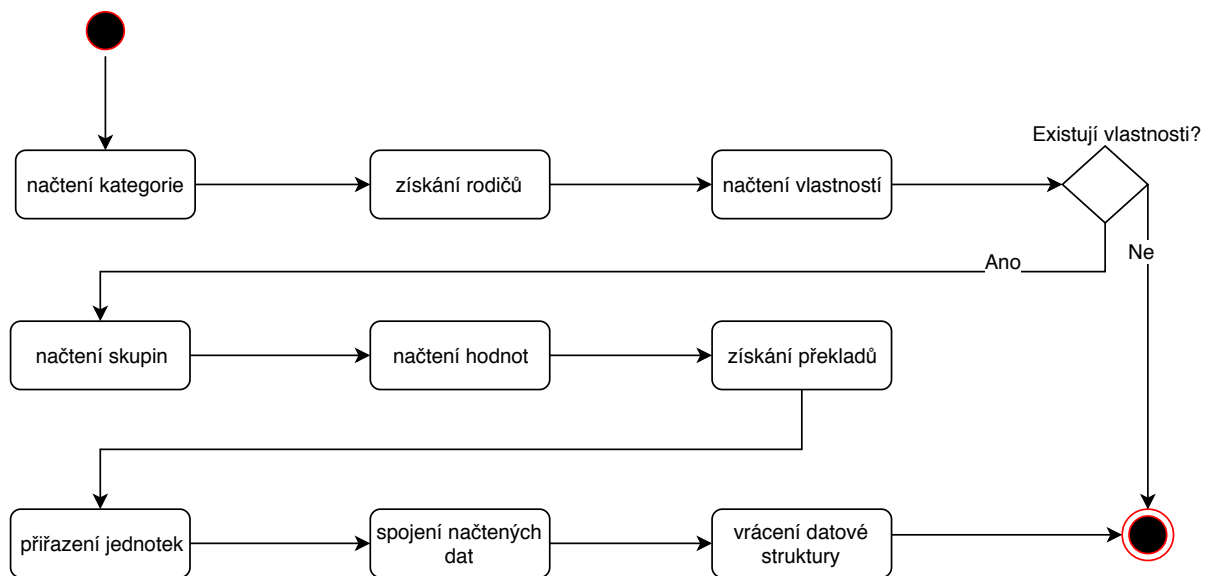 Existují vlastnosti?
načtení kategorie
získání rodičů
načtení vlastností
Ano
Ne
načtení skupin
načtení hodnot
získání překladů
přiřazení jednotek
spojení načtených
dat
vrácení datové
struktury